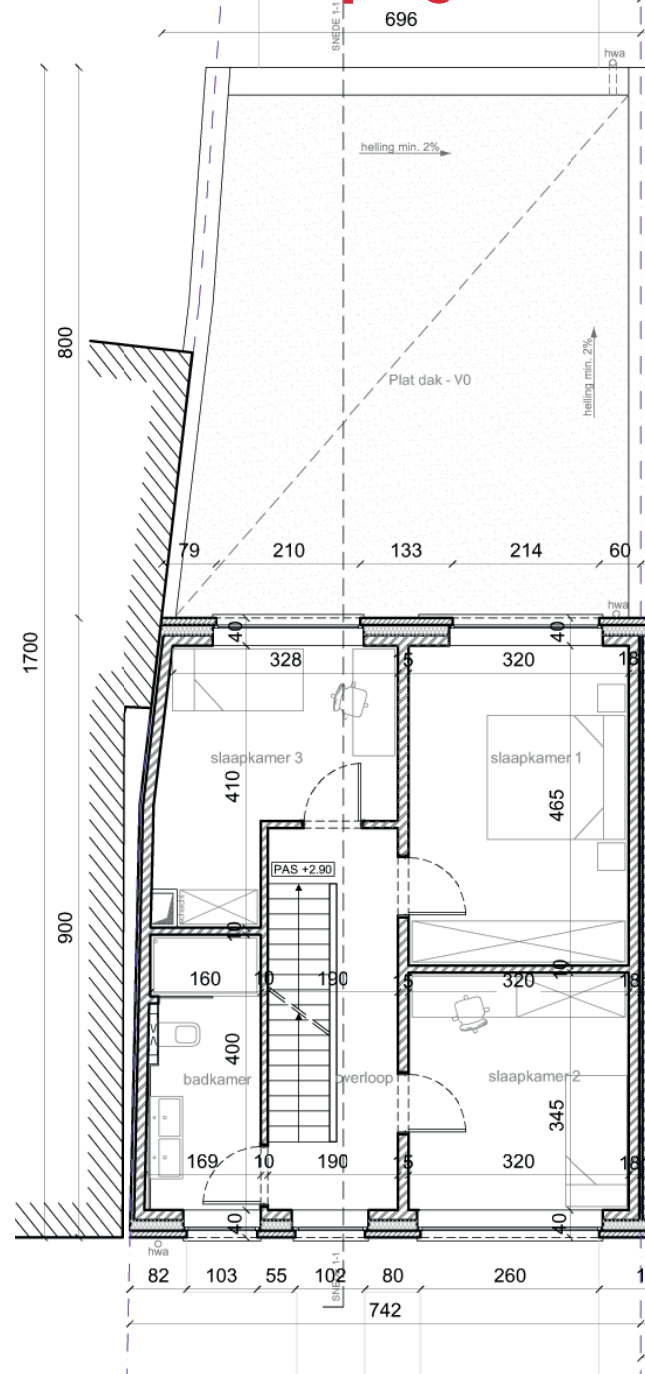 696
SNEDE 1-1
hwa
helling min. 2%
800
helling min. 2%
Plat dak - V0
79 210 133 214 60
hwa
40 40
1700
328 15 320 18
slaapkamer 3 slaapkamer 1
410 465
PAS +2.90
900
10
160 10 190 15 320 10 18
400
badkamer overloop slaapkamer 2
345
169 10 190 15 320 18
40 40
hwa
SNEDE 1-1
82 103 55 102 80 260
742